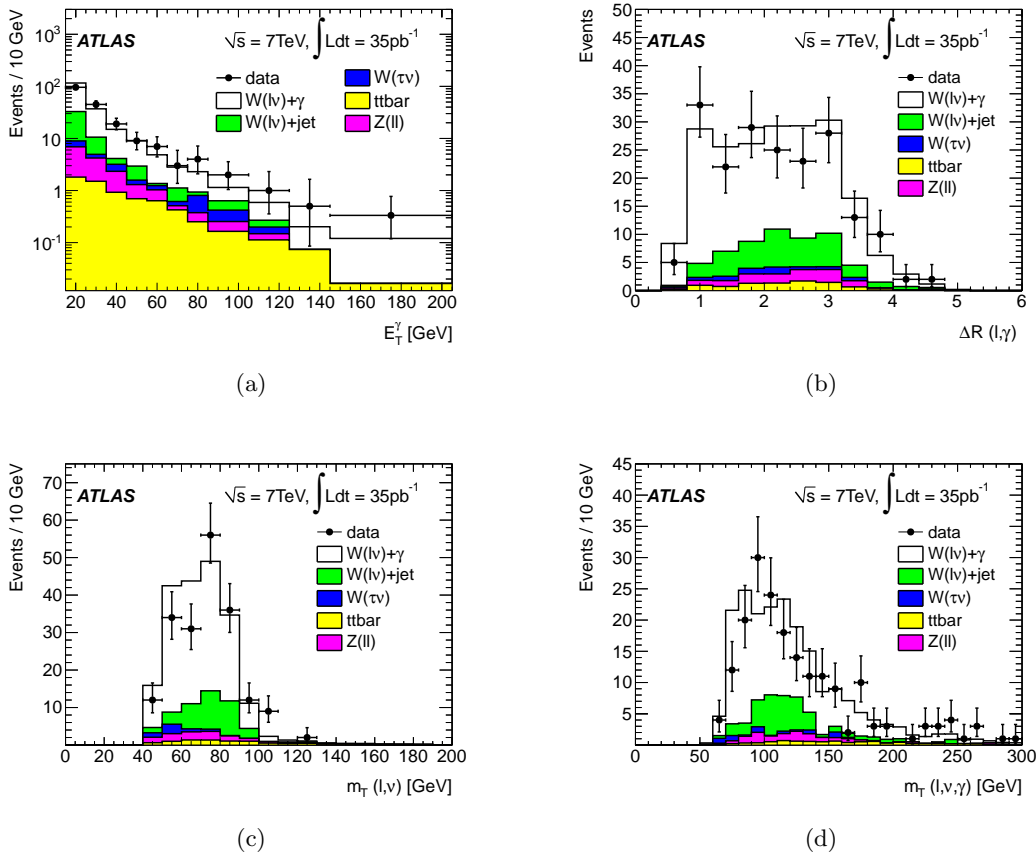 ATLAS
√s = 7TeV, ∫ Ldt = 35pb⁻¹
data
W(lν)+γ
W(lν)+jet
W(τν)
ttbar
Z(ll)
Events / 10 GeV
10³
10²
10
1
10⁻¹
20 40 60 80 100 120 140 160 180 200
E_T^γ [GeV]
(a)
ATLAS
√s = 7TeV, ∫ Ldt = 35pb⁻¹
data
W(lν)+γ
W(lν)+jet
W(τν)
ttbar
Z(ll)
Events
50
45
40
35
30
25
20
15
10
5
0
0 1 2 3 4 5 6
ΔR (l,γ)
(b)
ATLAS
√s = 7TeV, ∫ Ldt = 35pb⁻¹
data
W(lν)+γ
W(lν)+jet
W(τν)
ttbar
Z(ll)
Events / 10 GeV
70
60
50
40
30
20
10
0 20 40 60 80 100 120 140 160 180 200
m_T (l,ν) [GeV]
(c)
ATLAS
√s = 7TeV, ∫ Ldt = 35pb⁻¹
data
W(lν)+γ
W(lν)+jet
W(τν)
ttbar
Z(ll)
Events / 10 GeV
45
40
35
30
25
20
15
10
5
0 50 100 150 200 250 300
m_T (l,ν,γ) [GeV]
(d)